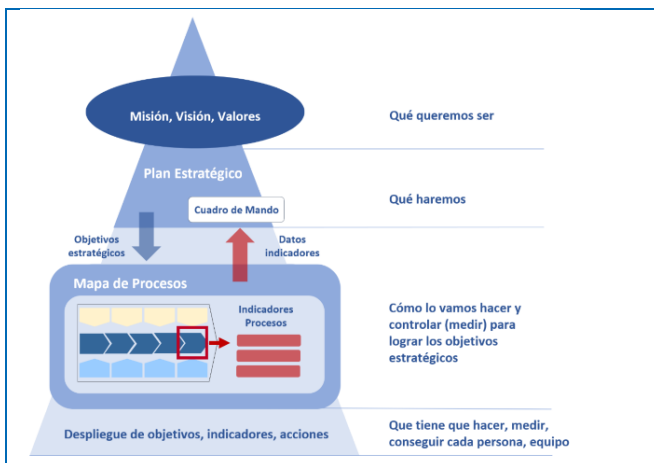 Misión, Visión, Valores
Qué queremos ser
Plan Estratégico
Qué haremos
Cuadro de Mando
Objetivos
estratégicos
Datos
indicadores
Mapa de Procesos
Indicadores
Procesos
Cómo lo vamos hacer y
controlar (medir) para
lograr los objetivos
estratégicos
Despliegue de objetivos, indicadores, acciones
Que tiene que hacer, medir,
conseguir cada persona, equipo